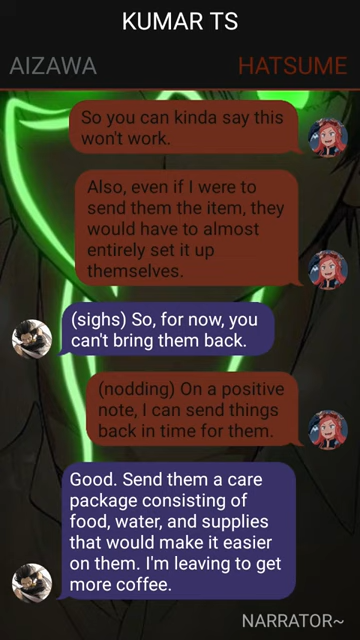 KUMAR TS
AIZAWA
HATSUME
So you can kinda say this
won't work.
Also, even if I were to
send them the item, they
would have to almost
entirely set it up
themselves.
(sighs) So, for now, you
can't bring them back.
(nodding) On a positive
note, I can send things
back in time for them.
Good. Send them a care
package consisting of
food, water, and supplies
that would make it easier
on them. I'm leaving to get
more coffee.
NARRATOR~